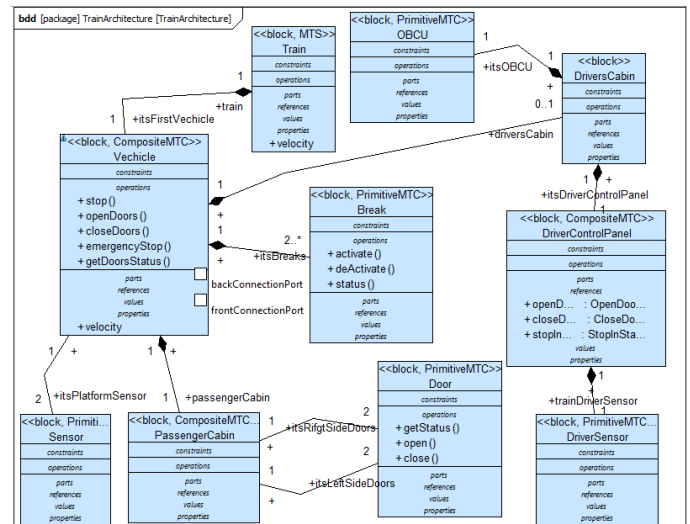 bdd [package] TrainArchitecture [TrainArchitecture]
<<block, MTS>>
Train
constraints
operations
parts
references
values
properties
+velocity
<<block, PrimitiveMTC>>
OBCU
constraints
operations
parts
references
values
properties
<<block>>
DriversCabin
constraints
operations
parts
references
values
properties
1
+itsOBCU
1
+
0..1
+driversCabin
1
+
1
+train
1
+itsFirstVechicle
<<block, CompositeMTC>>
Vechicle
constraints
operations
+stop()
+openDoors()
+closeDoors()
+emergencyStop()
+getDoorsStatus()
parts
references
values
properties
+velocity
backConnectionPort
frontConnectionPort
1
+
1
+
2..*
+itsBreaks
<<block, PrimitiveMTC>>
Break
constraints
operations
+activate()
+deActivate()
+status()
parts
references
values
properties
+itsDriverControlPanel
1
<<block, CompositeMTC>>
DriverControlPanel
constraints
operations
parts
references
+openD... : OpenDoo...
+closeD... : CloseDo...
+stopIn... : StopInSta...
values
properties
1
+
+trainDriverSensor
1
<<block, PrimitiveMTC...
DriverSensor
constraints
operations
parts
references
values
properties
1
+
2
+itsPlatformSensor
<<block, Primiti...
Sensor
constraints
operations
parts
references
values
properties
1
+
+passengerCabin
1
<<block, CompositeMTC...
PassengerCabin
constraints
operations
parts
references
values
properties
1
+
2
+itsRifgtSideDoors
1
+
2
+itsLeftSideDoors
<<block, PrimitiveMTC>>
Door
constraints
operations
+getStatus()
+open()
+close()
parts
references
values
properties